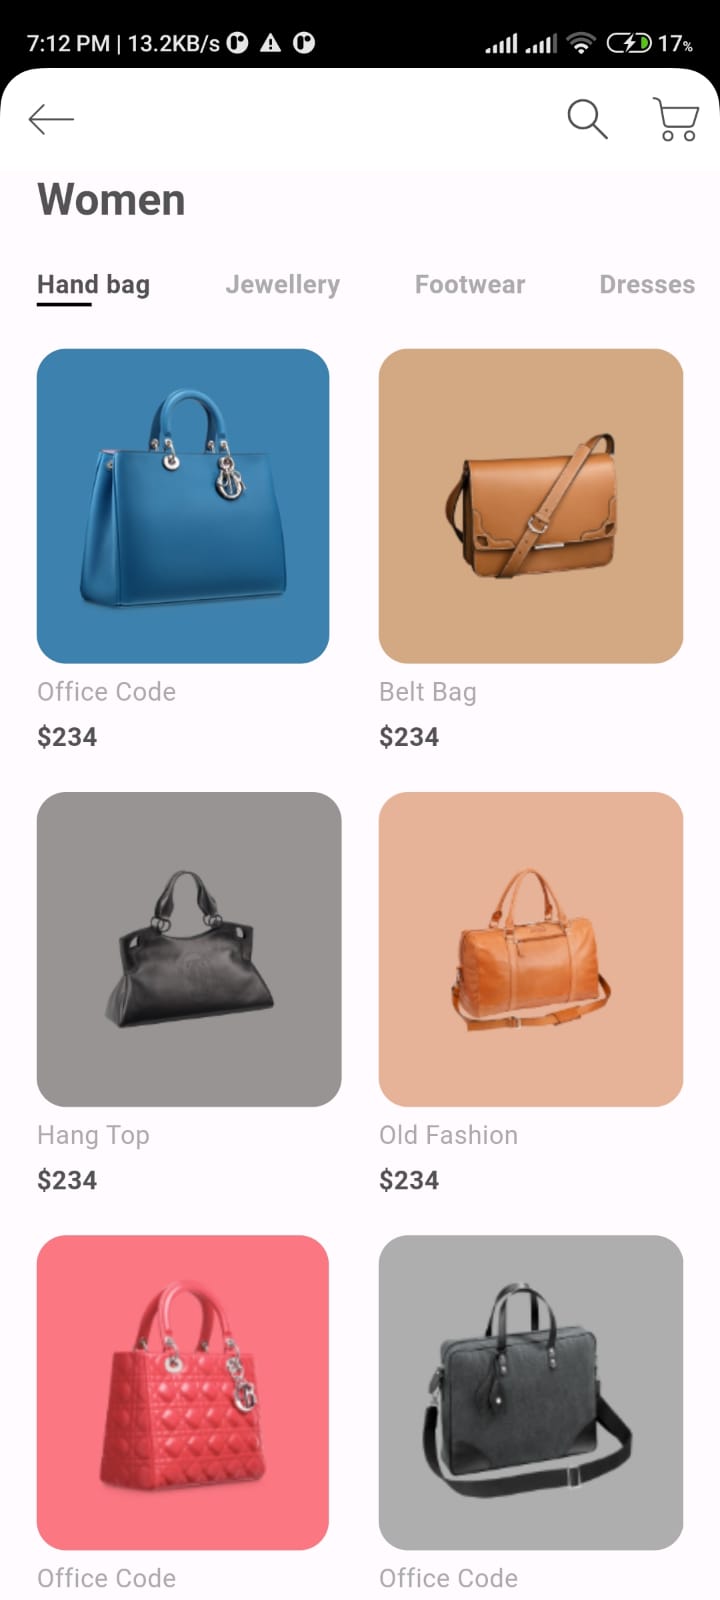 7:12 PM | 13.2KB/s 17%
Women
Hand bag Jewellery Footwear Dresses
Office Code Belt Bag
$234 $234
Hang Top Old Fashion
$234 $234
Office Code Office Code